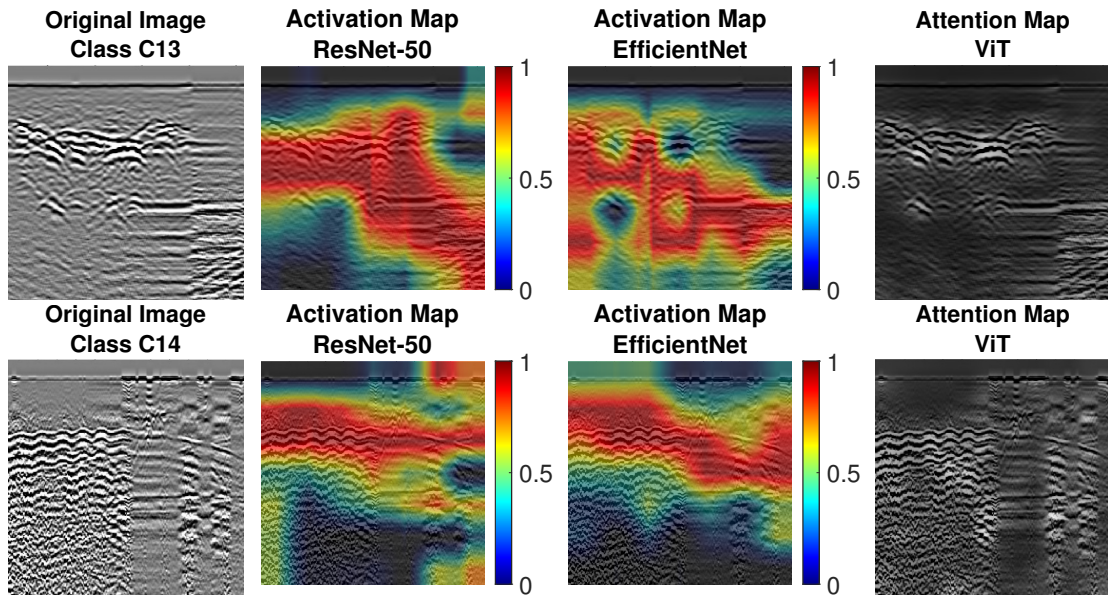 Original Image
Class C13
Activation Map
ResNet-50
1
0.5
0
Activation Map
EfficientNet
1
0.5
0
Attention Map
ViT
Original Image
Class C14
Activation Map
ResNet-50
1
0.5
0
Activation Map
EfficientNet
1
0.5
0
Attention Map
ViT